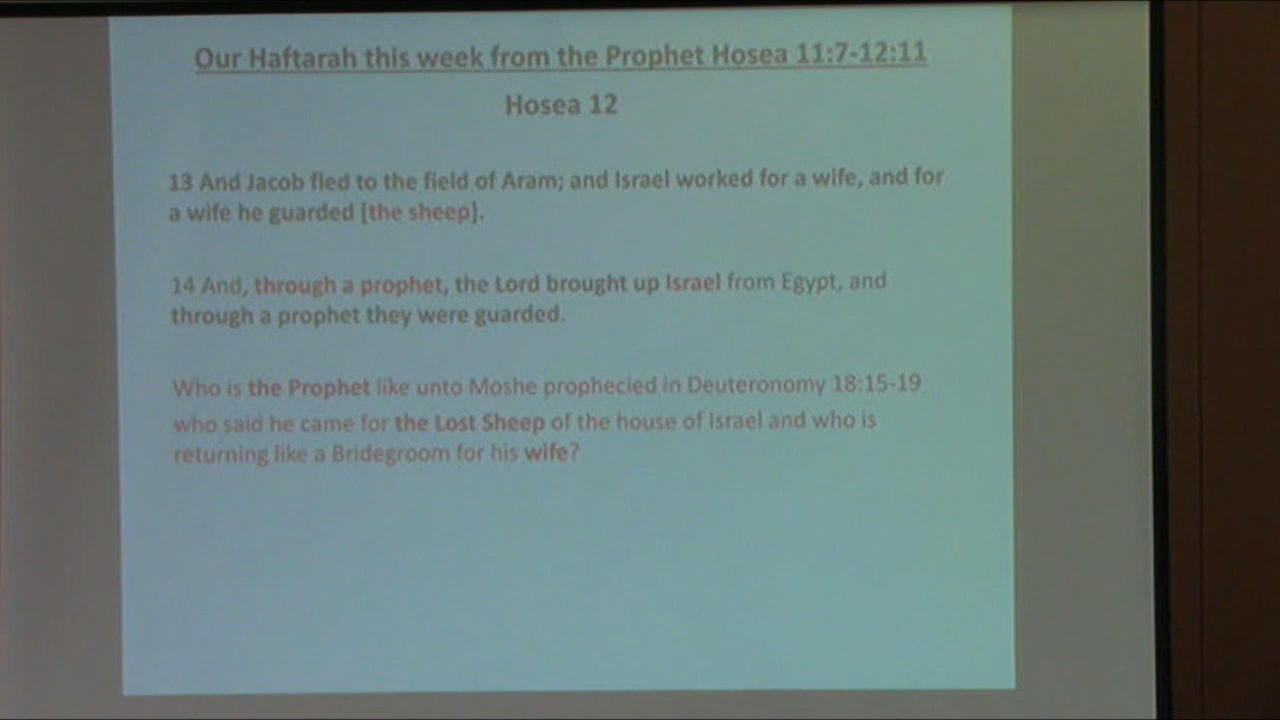 Our Haftarah this week from the Prophet Hosea 11:7-12:11
Hosea 12
13 And Jacob fled to the field of Aram; and Israel worked for a wife, and for
a wife he guarded [the sheep].
14 And, through a prophet, the Lord brought up Israel from Egypt, and
through a prophet they were guarded.
Who is the Prophet like unto Moshe prophecied in Deuteronomy 18:15-19
who said he came for the Lost Sheep of the house of Israel and who is
returning like a Bridegroom for his wife?